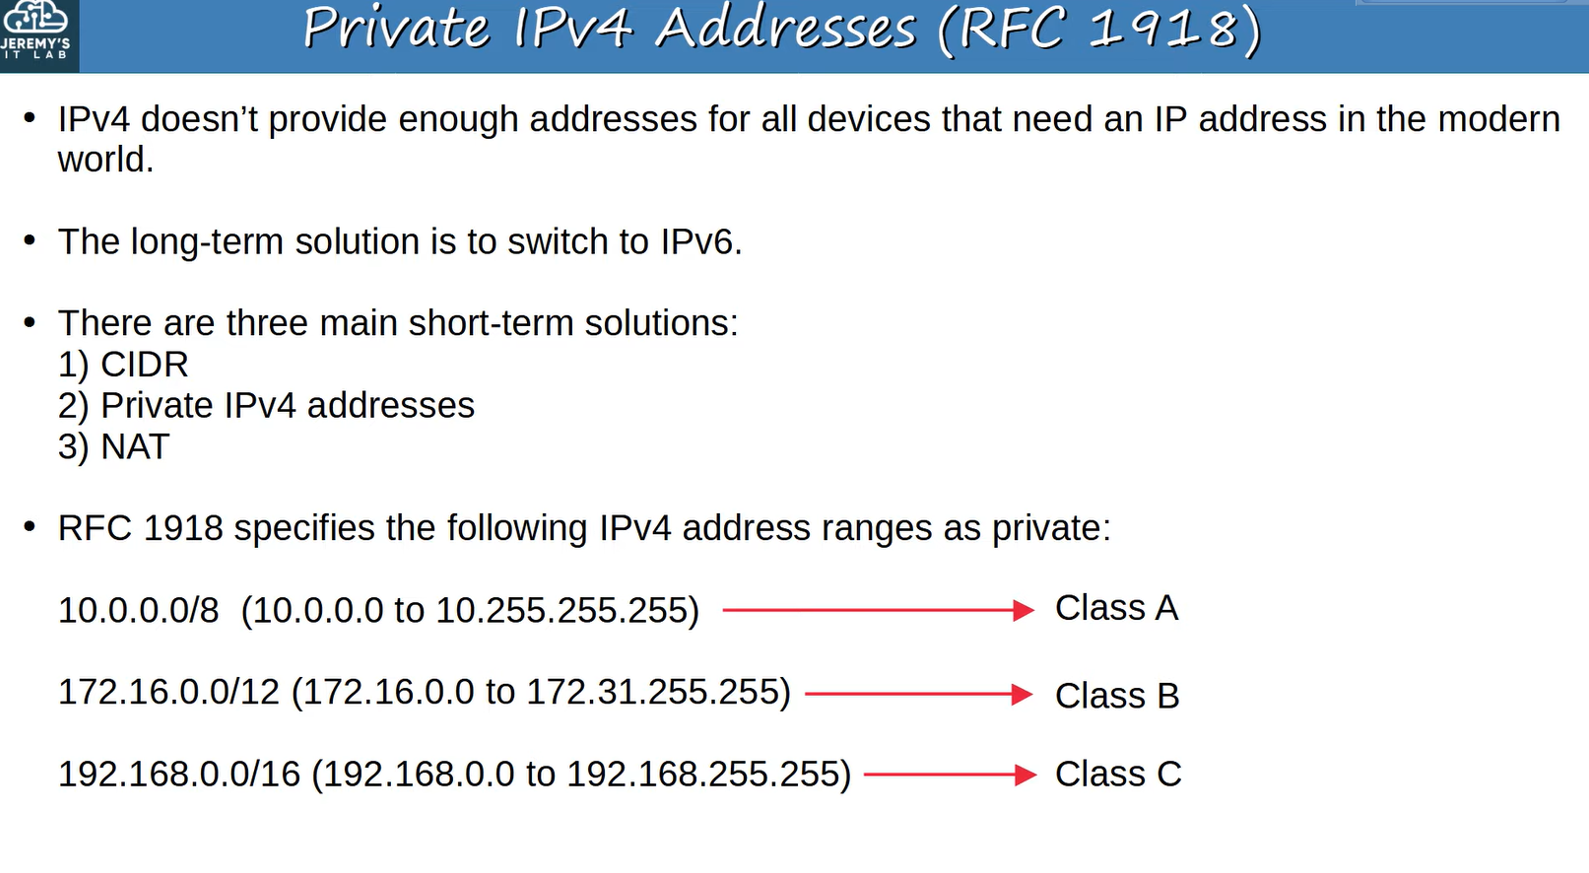 Private IPv4 Addresses (RFC 1918)
JEREMY'S
IT LAB
• IPv4 doesn’t provide enough addresses for all devices that need an IP address in the modern
world.
• The long-term solution is to switch to IPv6.
• There are three main short-term solutions:
1) CIDR
2) Private IPv4 addresses
3) NAT
• RFC 1918 specifies the following IPv4 address ranges as private:
10.0.0.0/8 (10.0.0.0 to 10.255.255.255) Class A
172.16.0.0/12 (172.16.0.0 to 172.31.255.255) Class B
192.168.0.0/16 (192.168.0.0 to 192.168.255.255) Class C